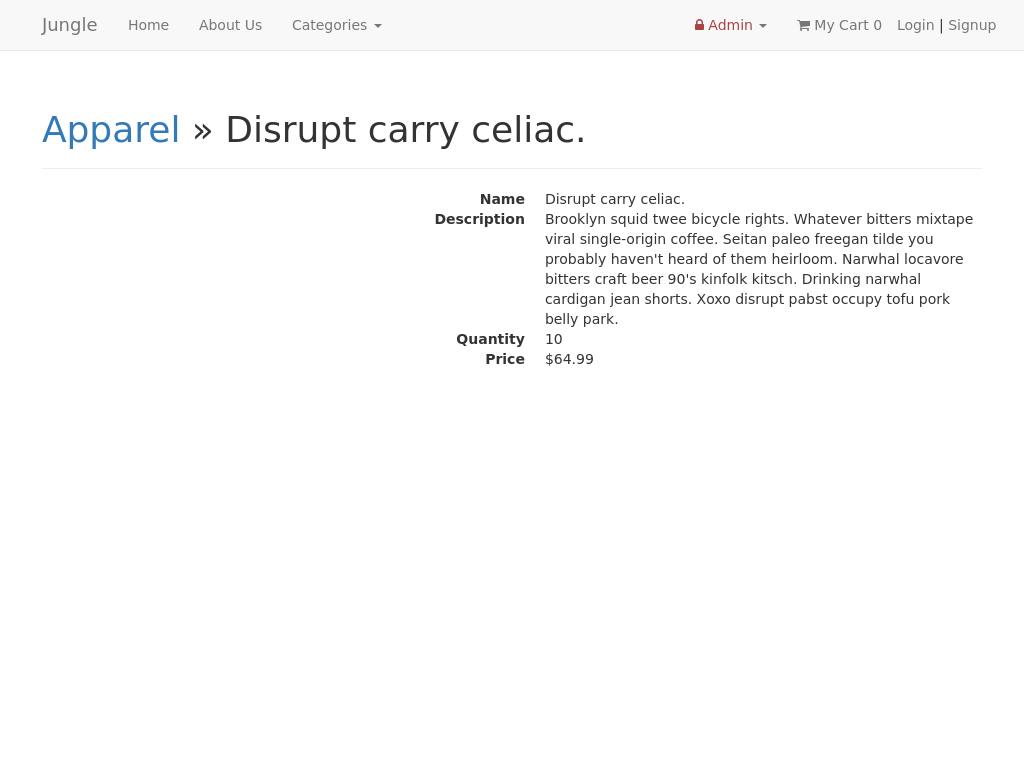 Jungle Home About Us Categories Admin My Cart 0 Login | Signup
Apparel » Disrupt carry celiac.
Name Disrupt carry celiac.
Description Brooklyn squid twee bicycle rights. Whatever bitters mixtape
viral single-origin coffee. Seitan paleo freegan tilde you
probably haven't heard of them heirloom. Narwhal locavore
bitters craft beer 90's kinfolk kitsch. Drinking narwhal
cardigan jean shorts. Xoxo disrupt pabst occupy tofu pork
belly park.
Quantity 10
Price $64.99